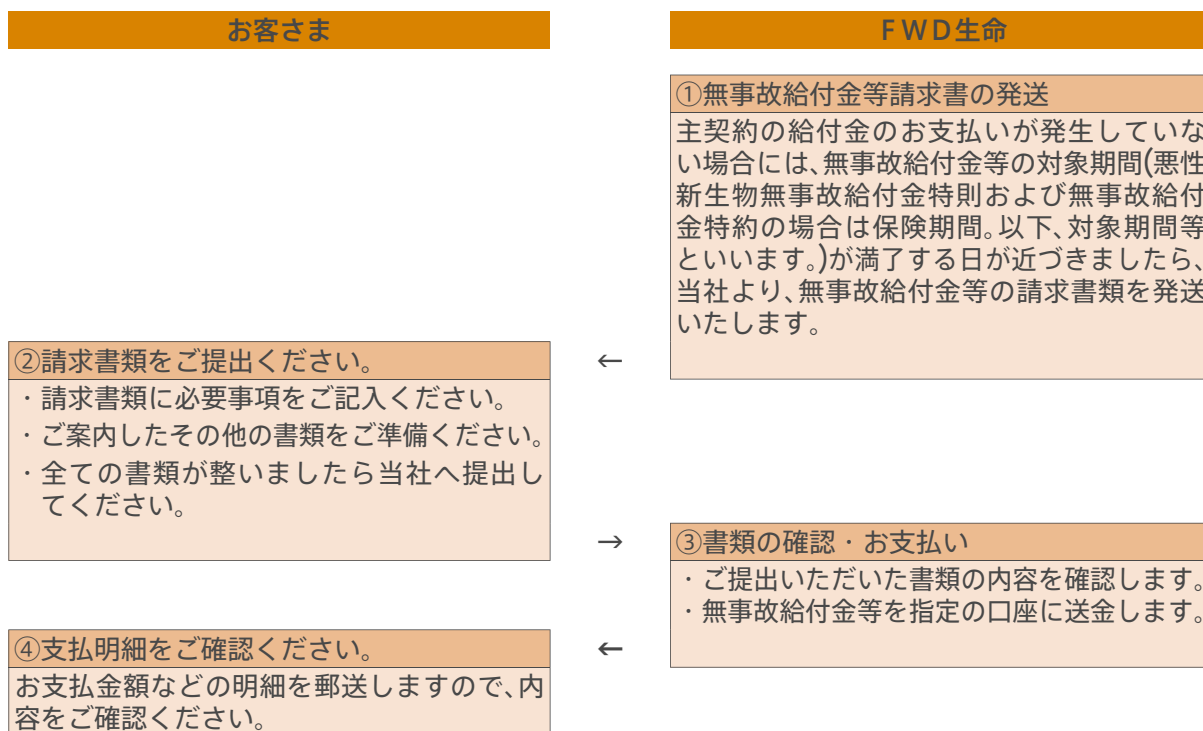 お客さま
ＦＷＤ生命
①無事故給付金等請求書の発送
主契約の給付金のお支払いが発生していな
い場合には、無事故給付金等の対象期間(悪性
新生物無事故給付金特則および無事故給付
金特約の場合は保険期間。以下、対象期間等
といいます。)が満了する日が近づきましたら、
当社より、無事故給付金等の請求書類を発送
いたします。
←
②請求書類をご提出ください。
・請求書類に必要事項をご記入ください。
・ご案内したその他の書類をご準備ください。
・全ての書類が整いましたら当社へ提出し
てください。
→
③書類の確認・お支払い
・ご提出いただいた書類の内容を確認します。
・無事故給付金等を指定の口座に送金します。
←
④支払明細をご確認ください。
お支払金額などの明細を郵送しますので、内
容をご確認ください。